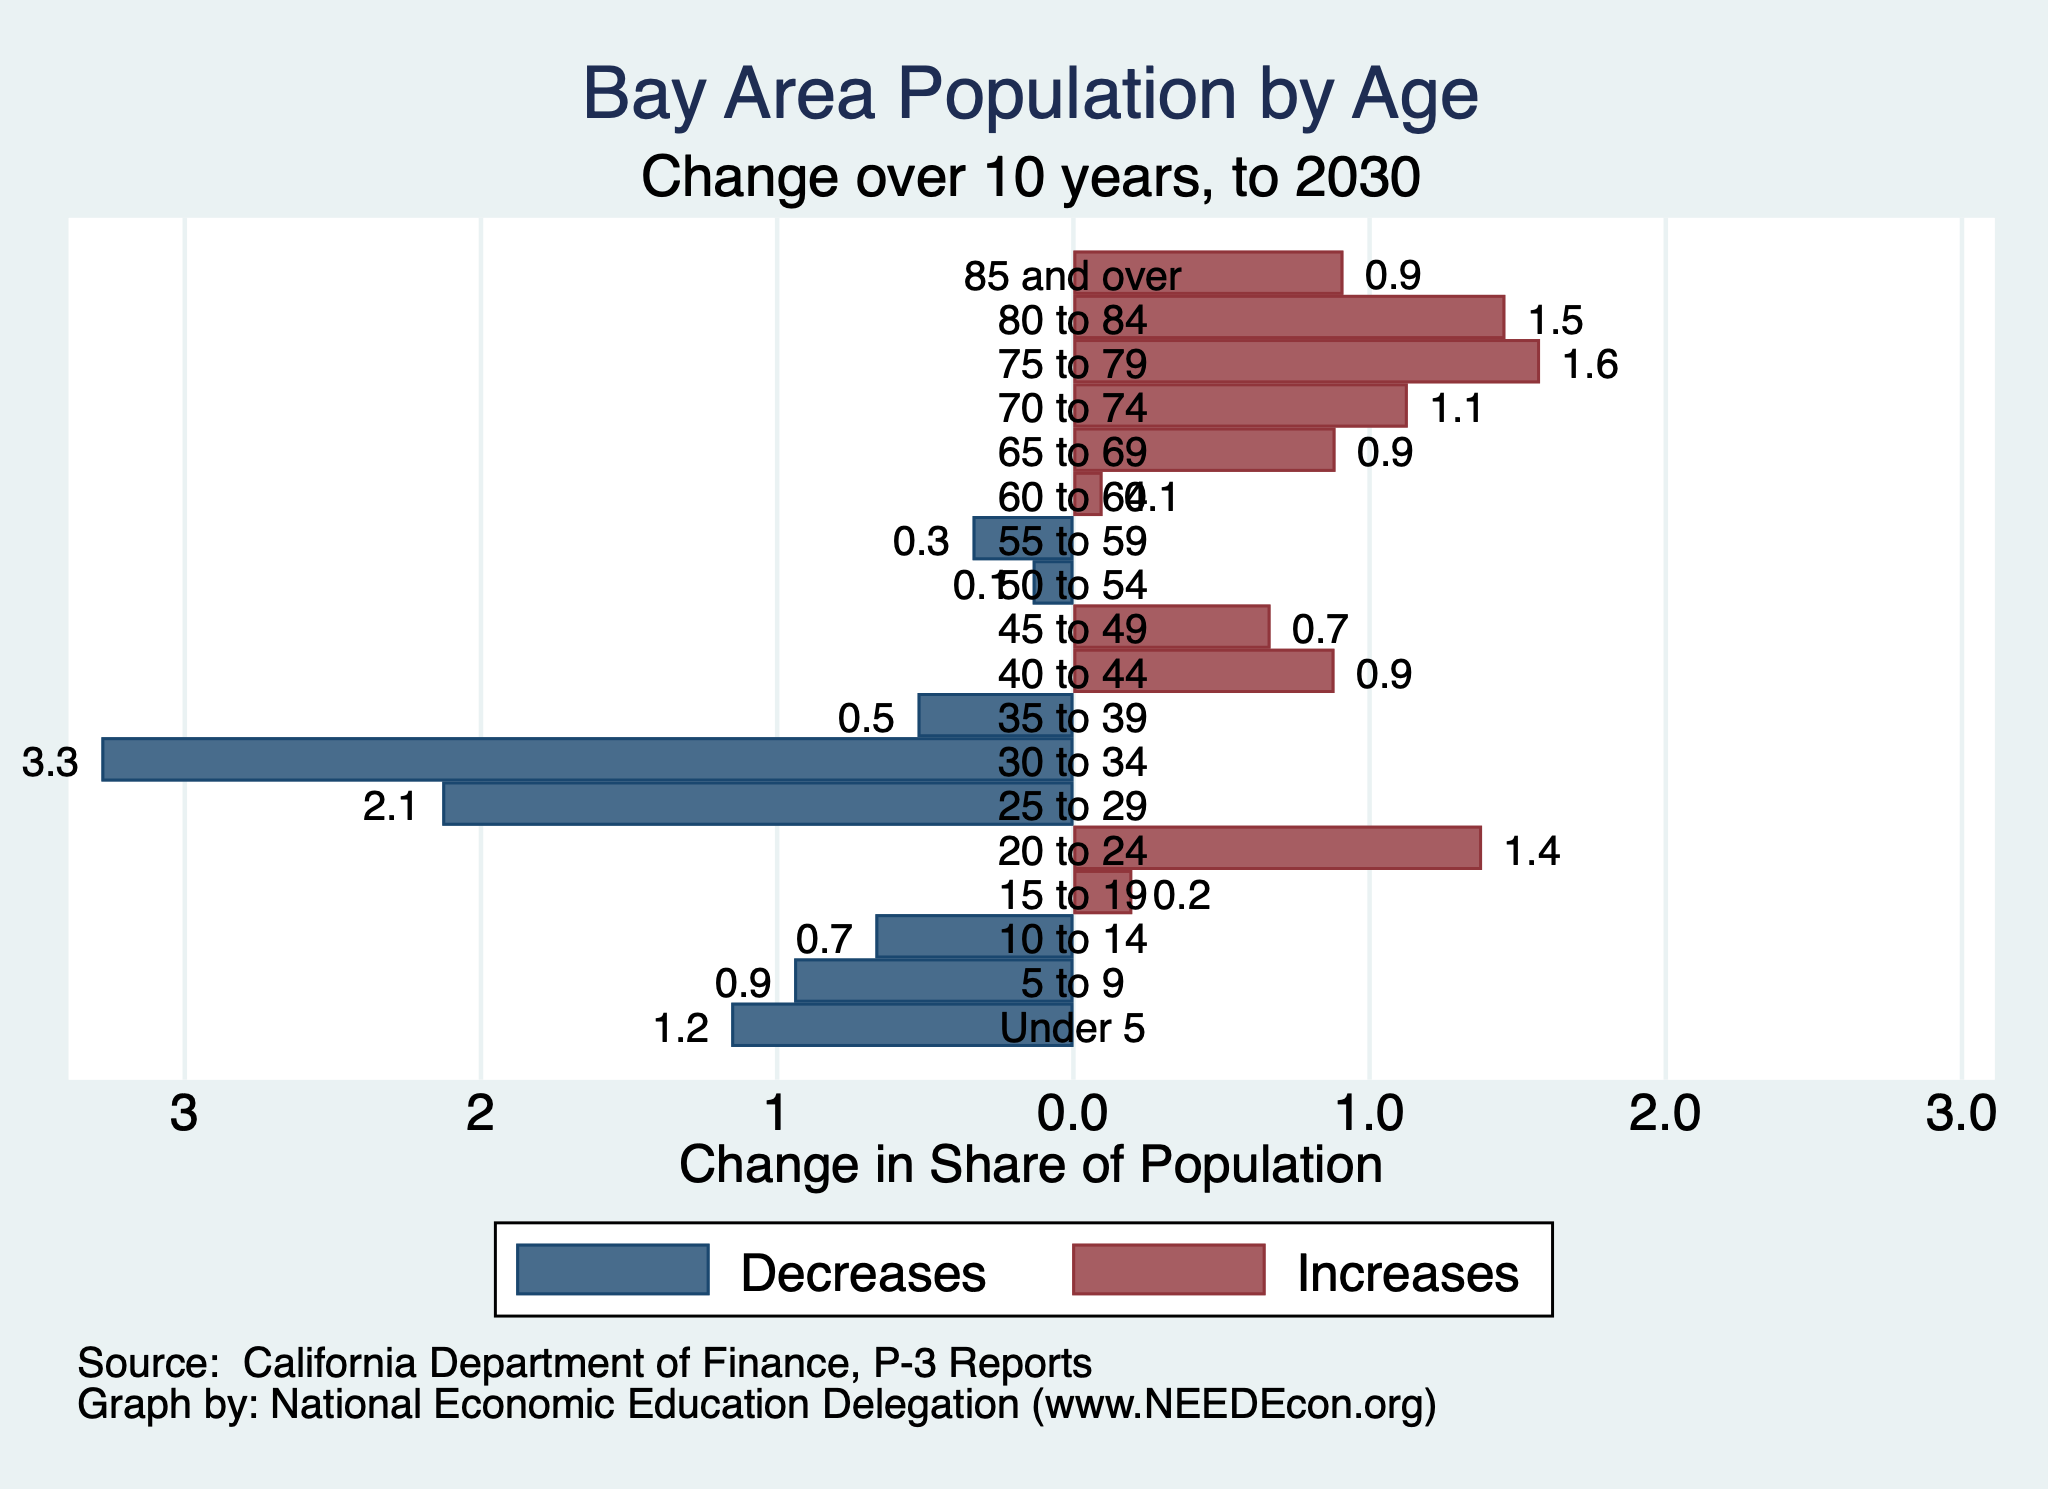 Bay Area Population by Age
Change over 10 years, to 2030
85 and over 0.9
80 to 84 1.5
75 to 79 1.6
70 to 74 1.1
65 to 69 0.9
60 to 64 0.1
0.3 55 to 59
0.1 50 to 54
45 to 49 0.7
40 to 44 0.9
0.5 35 to 39
3.3 30 to 34
2.1 25 to 29
20 to 24 1.4
15 to 19 0.2
0.7 10 to 14
0.9 5 to 9
1.2 Under 5
3 2 1 0.0 1.0 2.0 3.0
Change in Share of Population
Decreases Increases
Source: California Department of Finance, P-3 Reports
Graph by: National Economic Education Delegation (www.NEEDEcon.org)